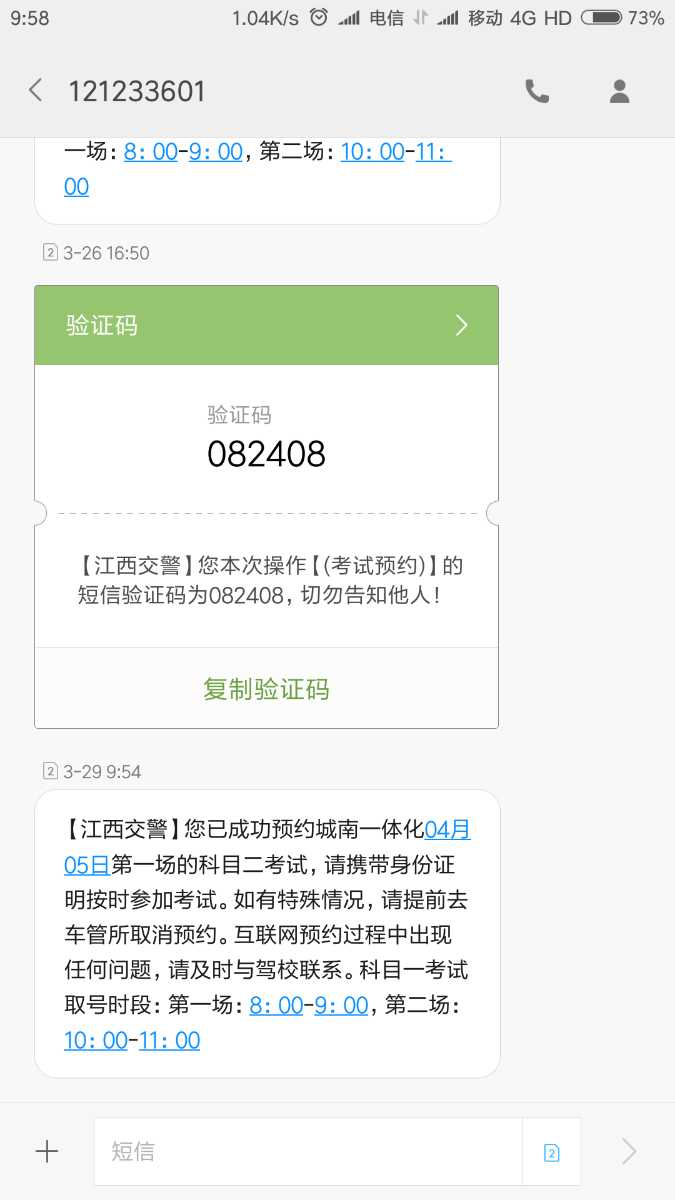 9:58 1.04K/s 电信 移动 4G HD 73%
121233601
一场：8：00-9：00，第二场：10：00-11：
00
2 3-26 16:50
验证码
验证码
082408
【江西交警】您本次操作【(考试预约)】的
短信验证码为082408，切勿告知他人！
复制验证码
2 3-29 9:54
【江西交警】您已成功预约城南一体化04月
05日第一场的科目二考试，请携带身份证
明按时参加考试。如有特殊情况，请提前去
车管所取消预约。互联网预约过程中出现
任何问题，请及时与驾校联系。科目一考试
取号时段：第一场：8：00-9：00，第二场：
10：00-11：00
短信 2